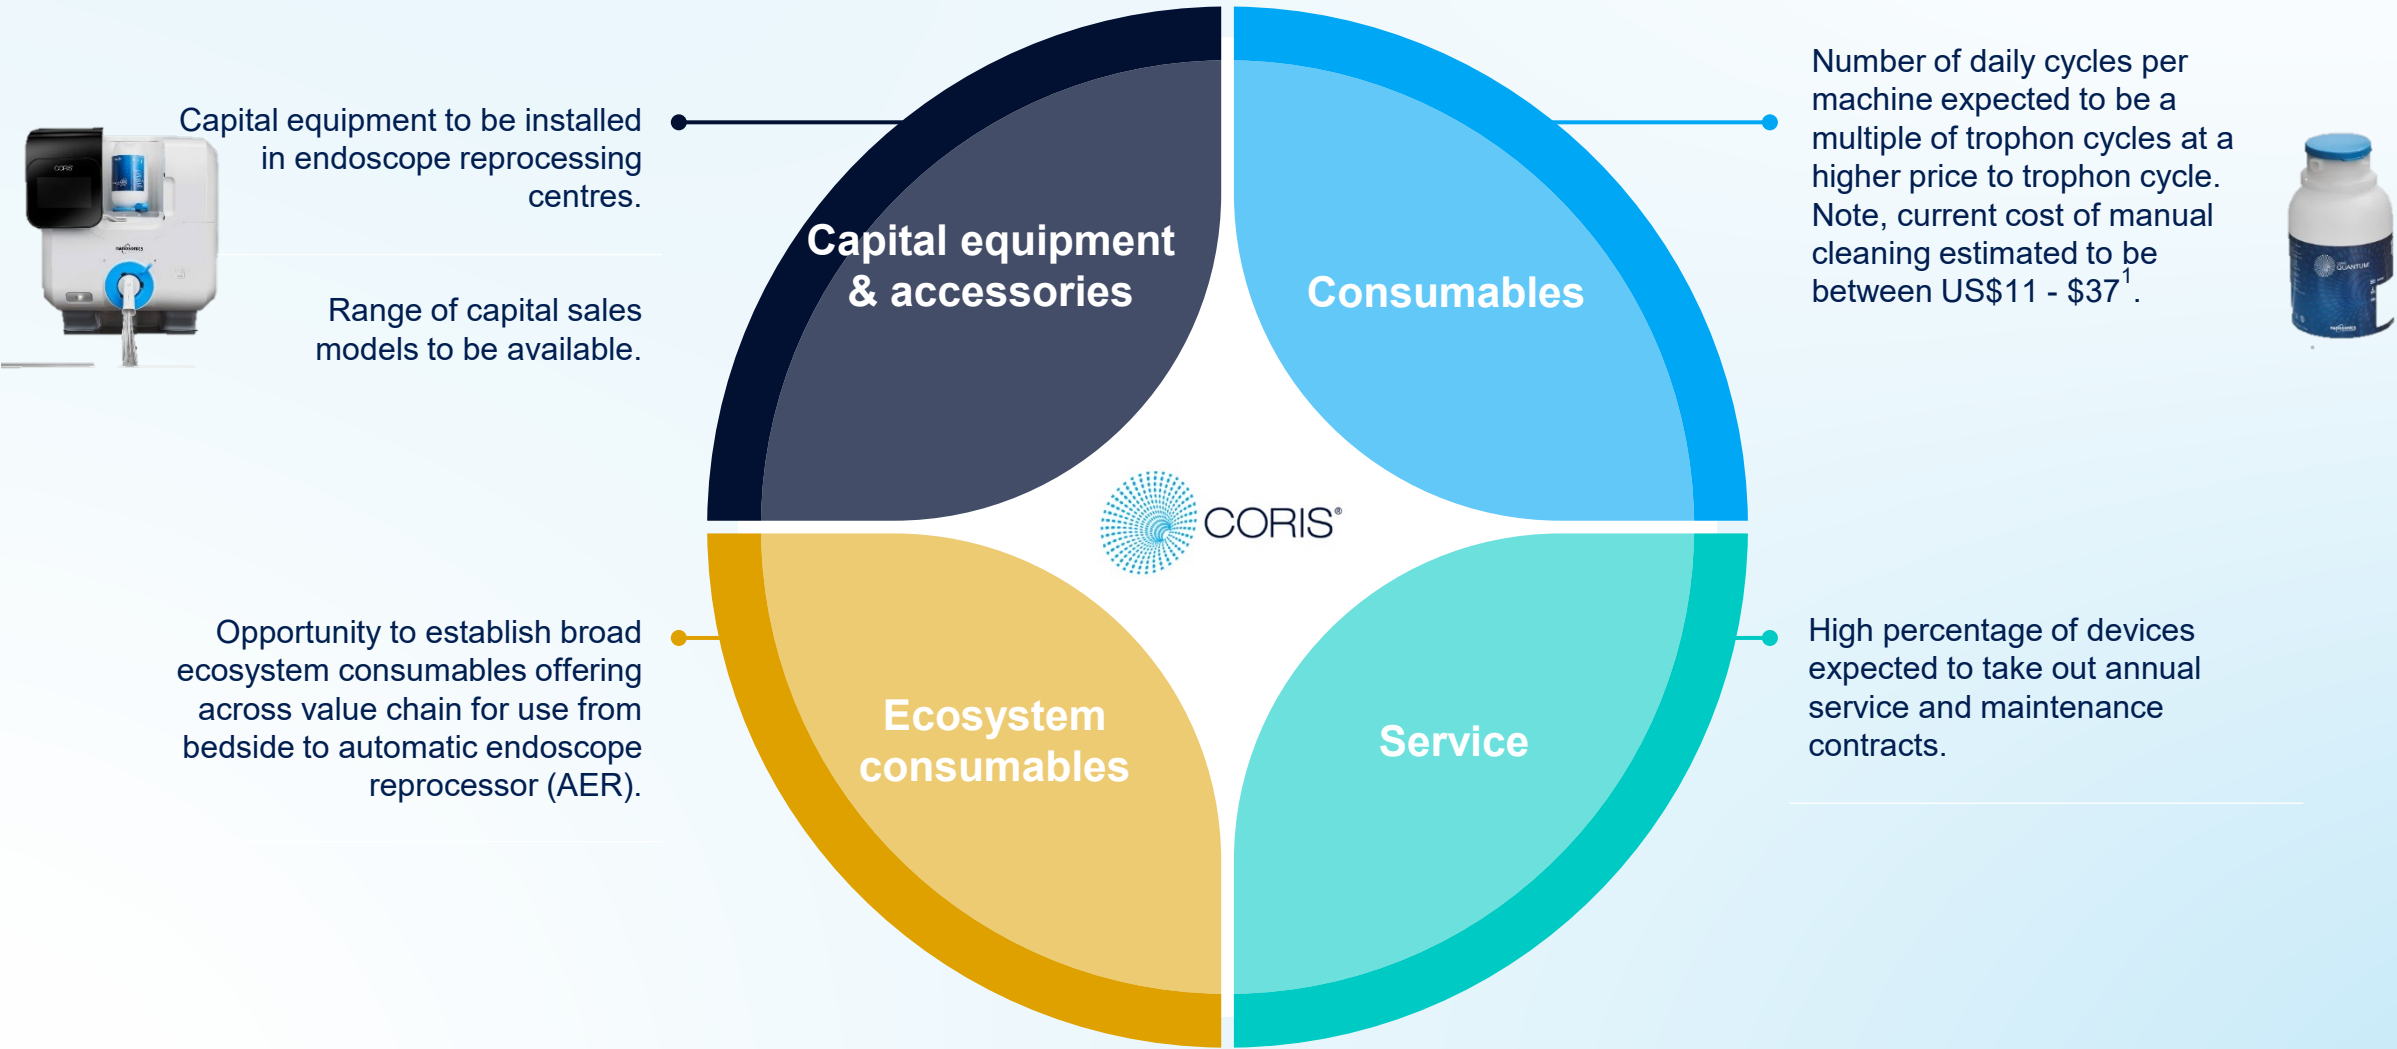 Capital equipment to be installed
in endoscope reprocessing
centres.
Range of capital sales
models to be available.
CORIS
nanosonics
Capital equipment
& accessories
Consumables
Number of daily cycles per
machine expected to be a
multiple of trophon cycles at a
higher price to trophon cycle.
Note, current cost of manual
cleaning estimated to be
between US$11 - $37¹.
QUANTUM
nanosonics
CORIS®
Opportunity to establish broad
ecosystem consumables offering
across value chain for use from
bedside to automatic endoscope
reprocessor (AER).
Ecosystem
consumables
Service
High percentage of devices
expected to take out annual
service and maintenance
contracts.